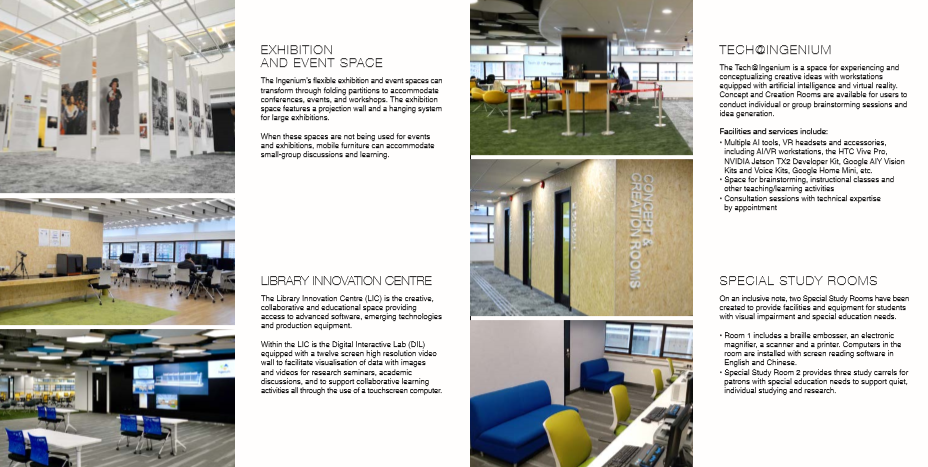 EXHIBITION
AND EVENT SPACE
The Ingenium's flexible exhibition and event spaces can
transform through folding partitions to accommodate
conferences, events, and workshops. The exhibition
space features a projection wall and a hanging system
for large exhibitions.
When these spaces are not being used for events
and exhibitions, mobile furniture can accommodate
small-group discussions and learning.
LIBRARY INNOVATION CENTRE
The Library Innovation Centre (LIC) is the creative,
collaborative and educational space providing
access to advanced software, emerging technologies
and production equipment.
Within the LIC is the Digital Interactive Lab (DIL)
equipped with a twelve screen high resolution video
wall to facilitate visualisation of data with images
and videos for research seminars, academic
discussions, and to support collaborative learning
activities all through the use of a touchscreen computer.
CONCEPT &
CREATION ROOMS
TECH@INGENIUM
The Tech@Ingenium is a space for experiencing and
conceptualizing creative ideas with workstations
equipped with artificial intelligence and virtual reality.
Concept and Creation Rooms are available for users to
conduct individual or group brainstorming sessions and
idea generation.
Facilities and services include:
• Multiple AI tools, VR headsets and accessories,
including AI/VR workstations, the HTC Vive Pro,
NVIDIA Jetson TX2 Developer Kit, Google AIY Vision
Kits and Voice Kits, Google Home Mini, etc.
• Space for brainstorming, instructional classes and
other teaching/learning activities
• Consultation sessions with technical expertise
by appointment
SPECIAL STUDY ROOMS
On an inclusive note, two Special Study Rooms have been
created to provide facilities and equipment for students
with visual impairment and special education needs.
• Room 1 includes a braille embosser, an electronic
magnifier, a scanner and a printer. Computers in the
room are installed with screen reading software in
English and Chinese.
• Special Study Room 2 provides three study carrels for
patrons with special education needs to support quiet,
individual studying and research.